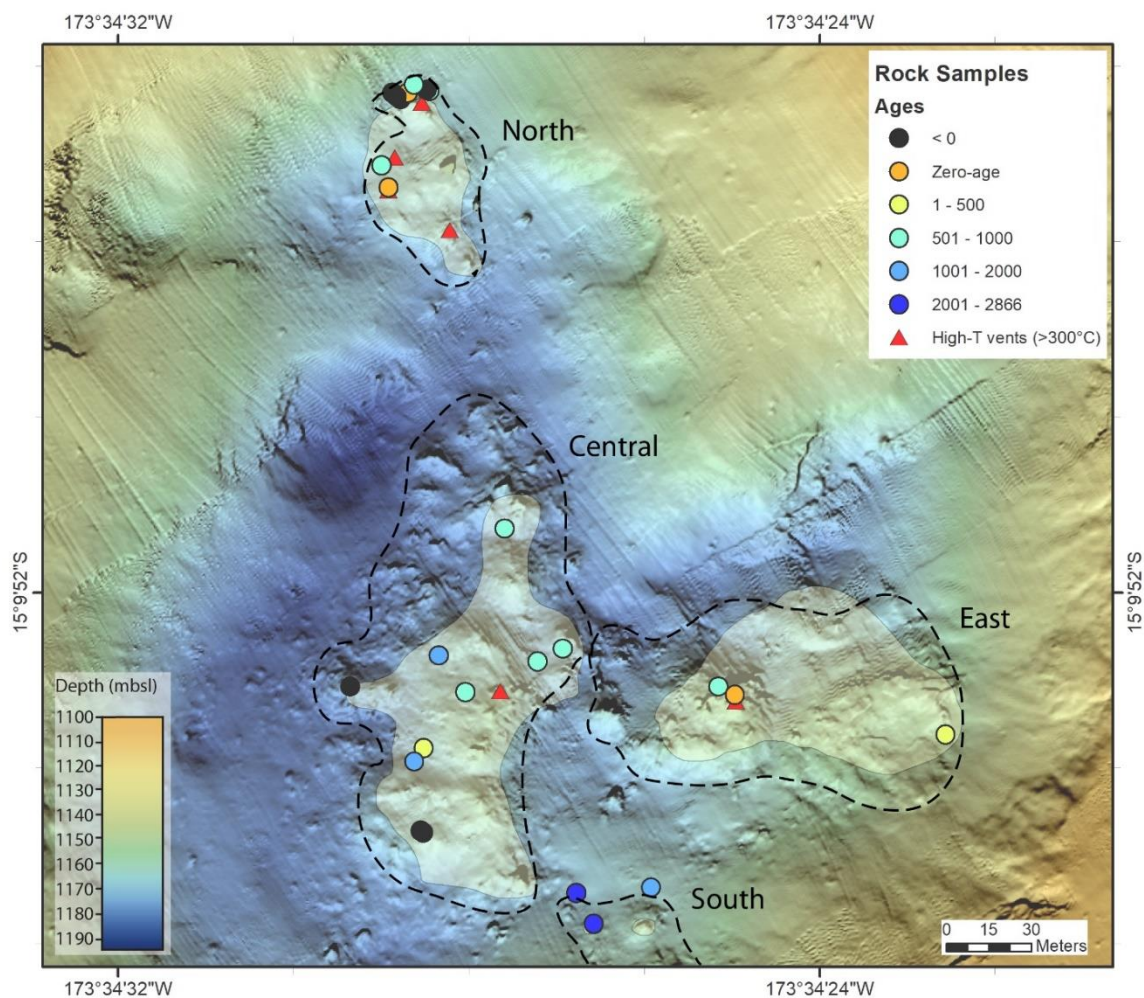 173°34'32"W
173°34'24"W
Rock Samples
Ages
< 0
Zero-age
1 - 500
501 - 1000
1001 - 2000
2001 - 2866
High-T vents (>300°C)
North
Central
15°9'52"S
15°9'52"S
East
Depth (mbsl)
1100
1110
1120
1130
1140
1150
1160
1170
1180
1190
South
0 15 30
Meters
173°34'32"W
173°34'24"W